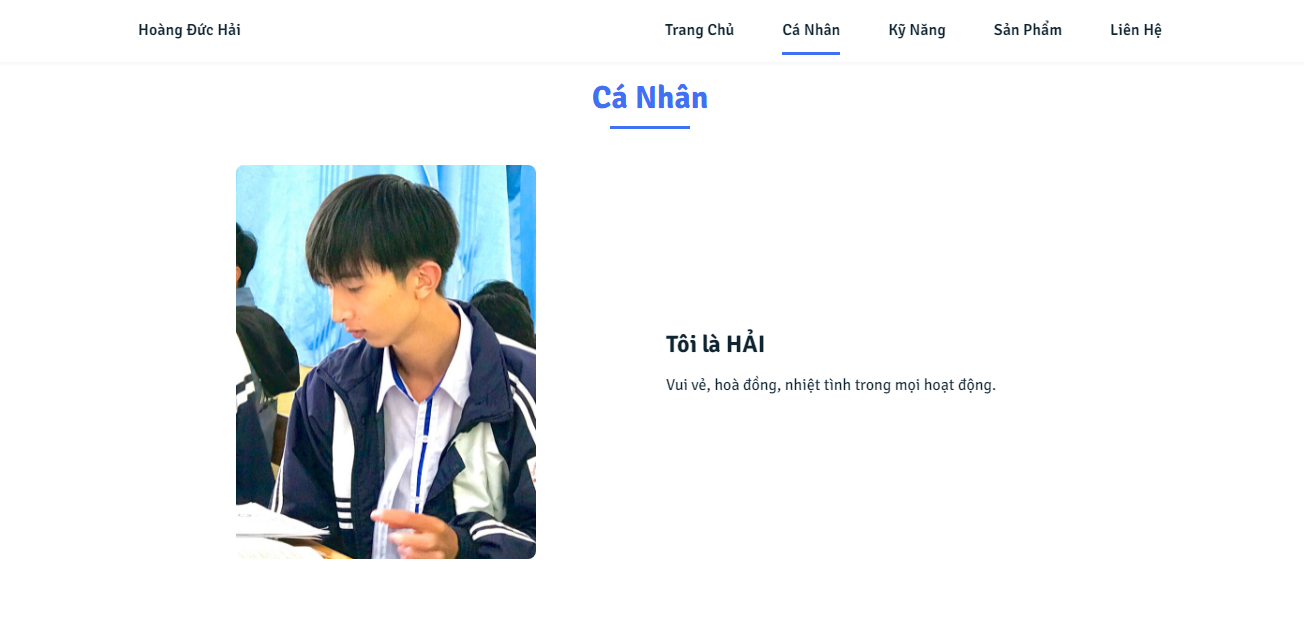 Hoàng Đức Hải
Trang Chủ
Cá Nhân
Kỹ Năng
Sản Phẩm
Liên Hệ
Cá Nhân
Tôi là HẢI
Vui vẻ, hoà đồng, nhiệt tình trong mọi hoạt động.